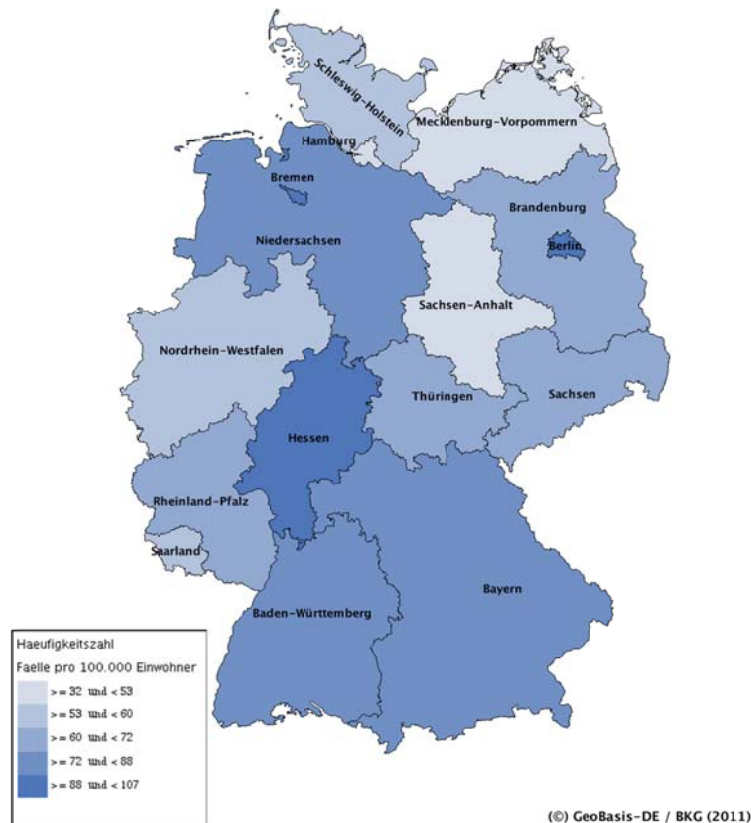 Schleswig-Holstein
Mecklenburg-Vorpommern
Hamburg
Bremen
Brandenburg
Niedersachsen
Berlin
Sachsen-Anhalt
Nordrhein-Westfalen
Thüringen
Sachsen
Hessen
Rheinland-Pfalz
Saarland
Bayern
Baden-Württemberg
Haeufigkeitszahl
Faelle pro 100.000 Einwohner
>= 32 und < 53
>= 53 und < 60
>= 60 und < 72
>= 72 und < 88
>= 88 und < 107
(©) GeoBasis-DE / BKG (2011)